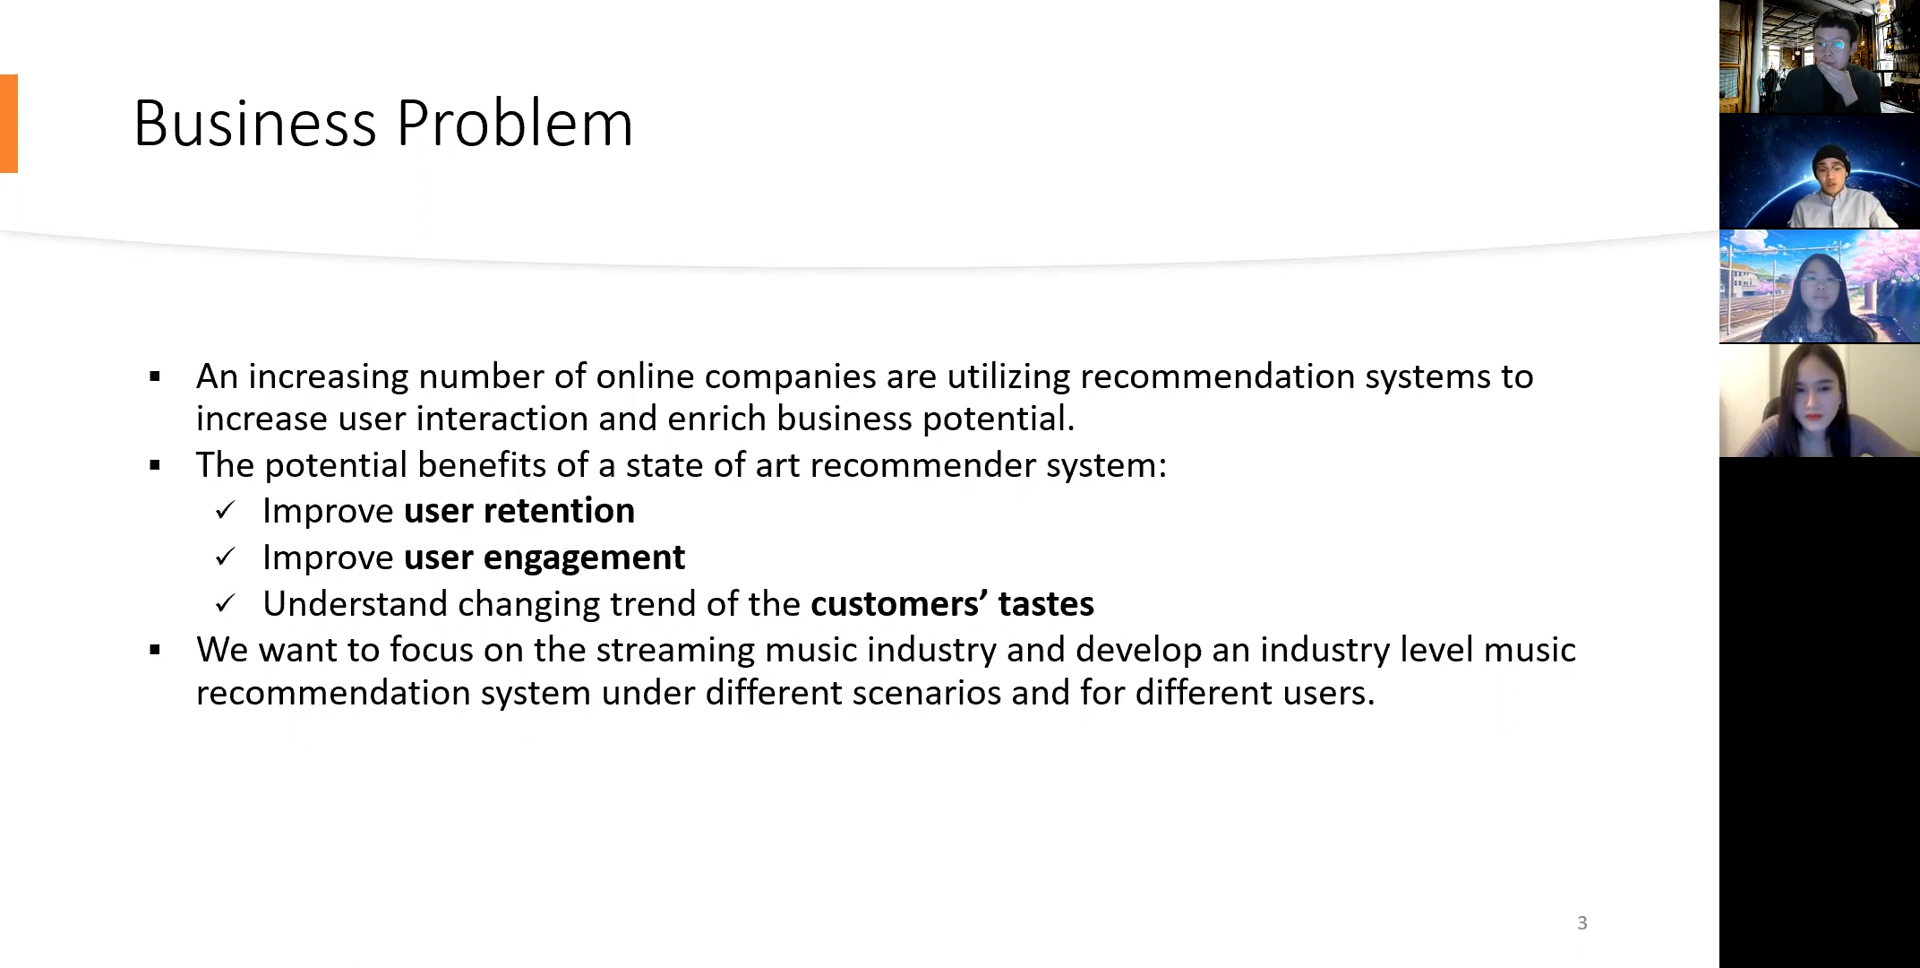 Business Problem
▪ An increasing number of online companies are utilizing recommendation systems to
increase user interaction and enrich business potential.
▪ The potential benefits of a state of art recommender system:
✓ Improve user retention
✓ Improve user engagement
✓ Understand changing trend of the customers’ tastes
▪ We want to focus on the streaming music industry and develop an industry level music
recommendation system under different scenarios and for different users.
3